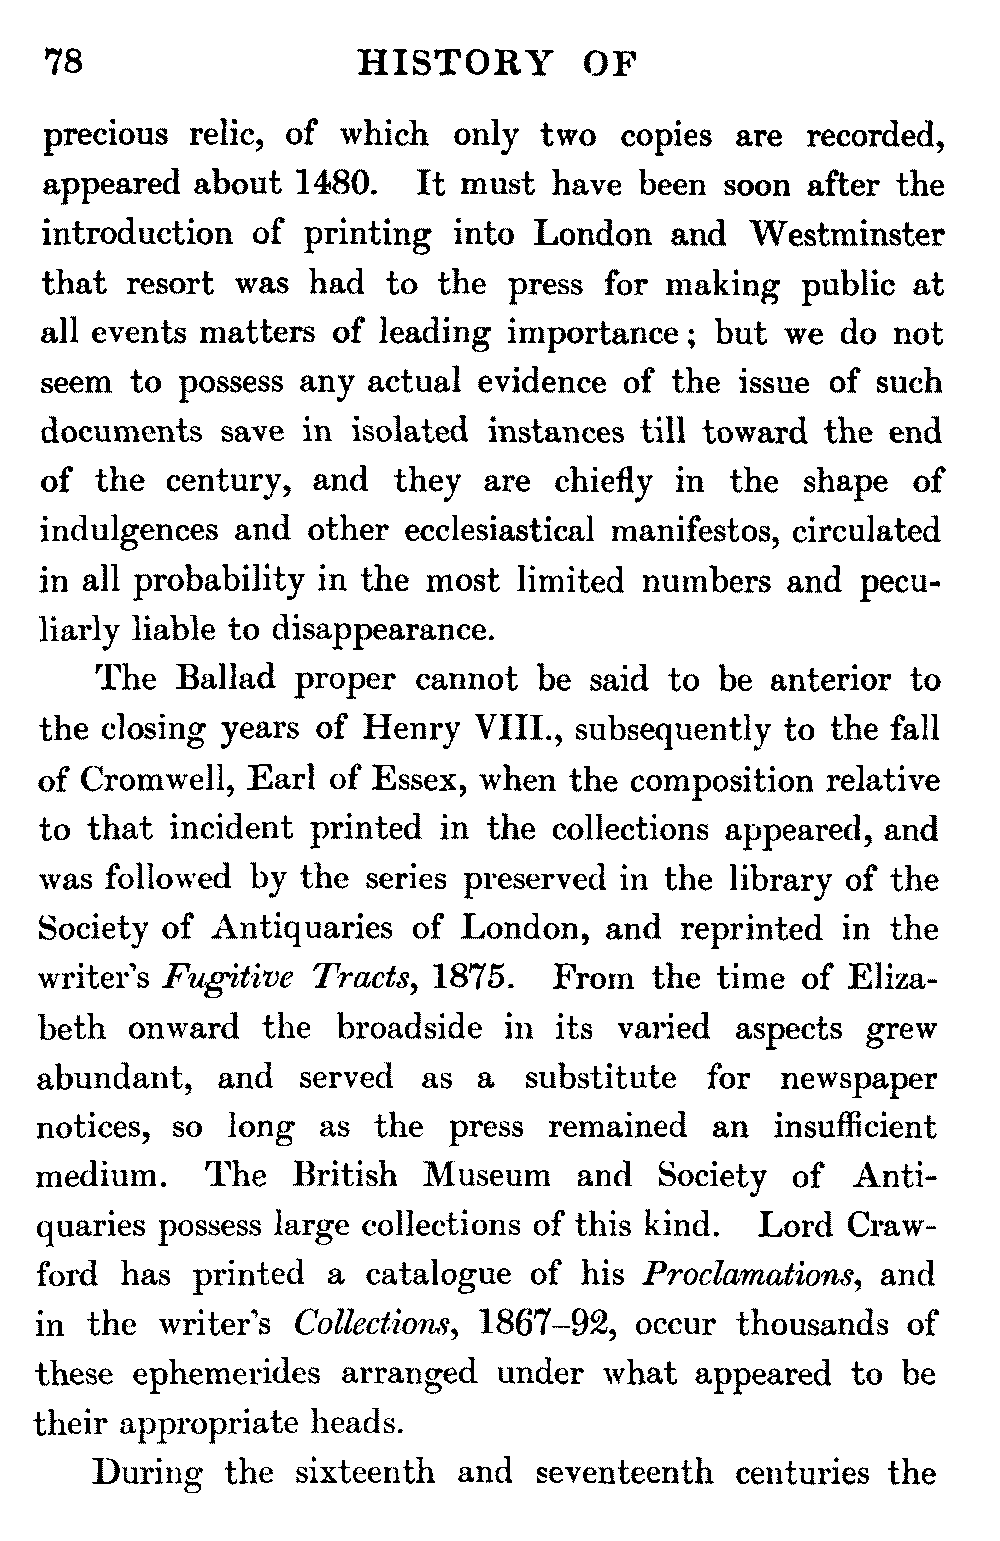 78 HISTORY OF
precious relic, of which only two copies are recorded,
appeared about 1480. It must have been soon after the
introduction of printing into London and Westminster
that resort was had to the press for making public at
all events matters of leading importance; but we do not
seem to possess any actual evidence of the issue of such
documents save in isolated instances till toward the end
of the century, and they are chiefly in the shape of
indulgences and other ecclesiastical manifestos, circulated
in all probability in the most limited numbers and pecu-
liarly liable to disappearance.
The Ballad proper cannot be said to be anterior to
the closing years of Henry VIII., subsequently to the fall
of Cromwell, Earl of Essex, when the composition relative
to that incident printed in the collections appeared, and
was followed by the series preserved in the library of the
Society of Antiquaries of London, and reprinted in the
writer's Fugitive Tracts, 1875. From the time of Eliza-
beth onward the broadside in its varied aspects grew
abundant, and served as a substitute for newspaper
notices, so long as the press remained an insufficient
medium. The British Museum and Society of Anti-
quaries possess large collections of this kind. Lord Craw-
ford has printed a catalogue of his Proclamations, and
in the writer's Collections, 1867–92, occur thousands of
these ephemerides arranged under what appeared to be
their appropriate heads.
During the sixteenth and seventeenth centuries the